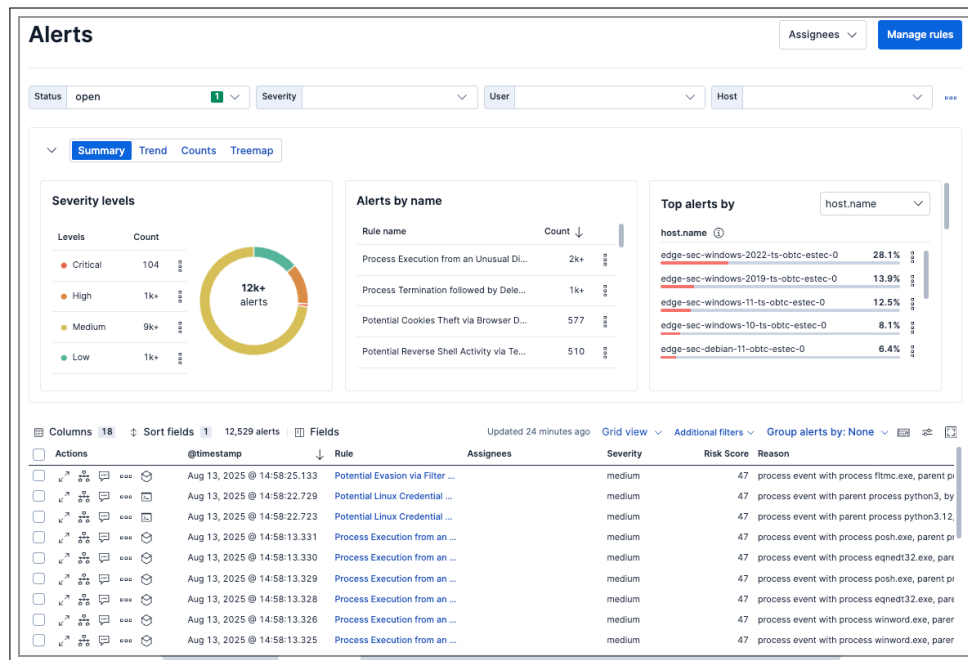 Alerts
Assignees
Manage rules
Status open 1 Severity User Host
Summary Trend Counts Treemap
Severity levels
Levels Count
Critical 104
High 1k+
Medium 9k+
Low 1k+
12k+
alerts
Alerts by name
Rule name Count
Process Execution from an Unusual Di... 2k+
Process Termination followed by Dele... 1k+
Potential Cookies Theft via Browser D... 577
Potential Reverse Shell Activity via Te... 510
Top alerts by host.name
host.name
edge-sec-windows-2022-ts-obtc-estec-0 28.1%
edge-sec-windows-2019-ts-obtc-estec-0 13.9%
edge-sec-windows-11-ts-obtc-estec-0 12.5%
edge-sec-windows-10-ts-obtc-estec-0 8.1%
edge-sec-debian-11-obtc-estec-0 6.4%
Columns 18 Sort fields 1 12,529 alerts Fields Updated 24 minutes ago Grid view Additional filters Group alerts by: None
Actions @timestamp Rule Assignees Severity Risk Score Reason
Aug 13, 2025 @ 14:58:25.133 Potential Evasion via Filter ... medium 47 process event with process fltmc.exe, parent p
Aug 13, 2025 @ 14:58:22.729 Potential Linux Credential ... medium 47 process event with parent process python3, by
Aug 13, 2025 @ 14:58:22.723 Potential Linux Credential ... medium 47 process event with parent process python3.12,
Aug 13, 2025 @ 14:58:13.331 Process Execution from an ... medium 47 process event with process posh.exe, parent p
Aug 13, 2025 @ 14:58:13.330 Process Execution from an ... medium 47 process event with process eqnedt32.exe, pare
Aug 13, 2025 @ 14:58:13.329 Process Execution from an ... medium 47 process event with process posh.exe, parent p
Aug 13, 2025 @ 14:58:13.328 Process Execution from an ... medium 47 process event with process eqnedt32.exe, pare
Aug 13, 2025 @ 14:58:13.326 Process Execution from an ... medium 47 process event with process winword.exe, paren
Aug 13, 2025 @ 14:58:13.325 Process Execution from an ... medium 47 process event with process winword.exe, paren